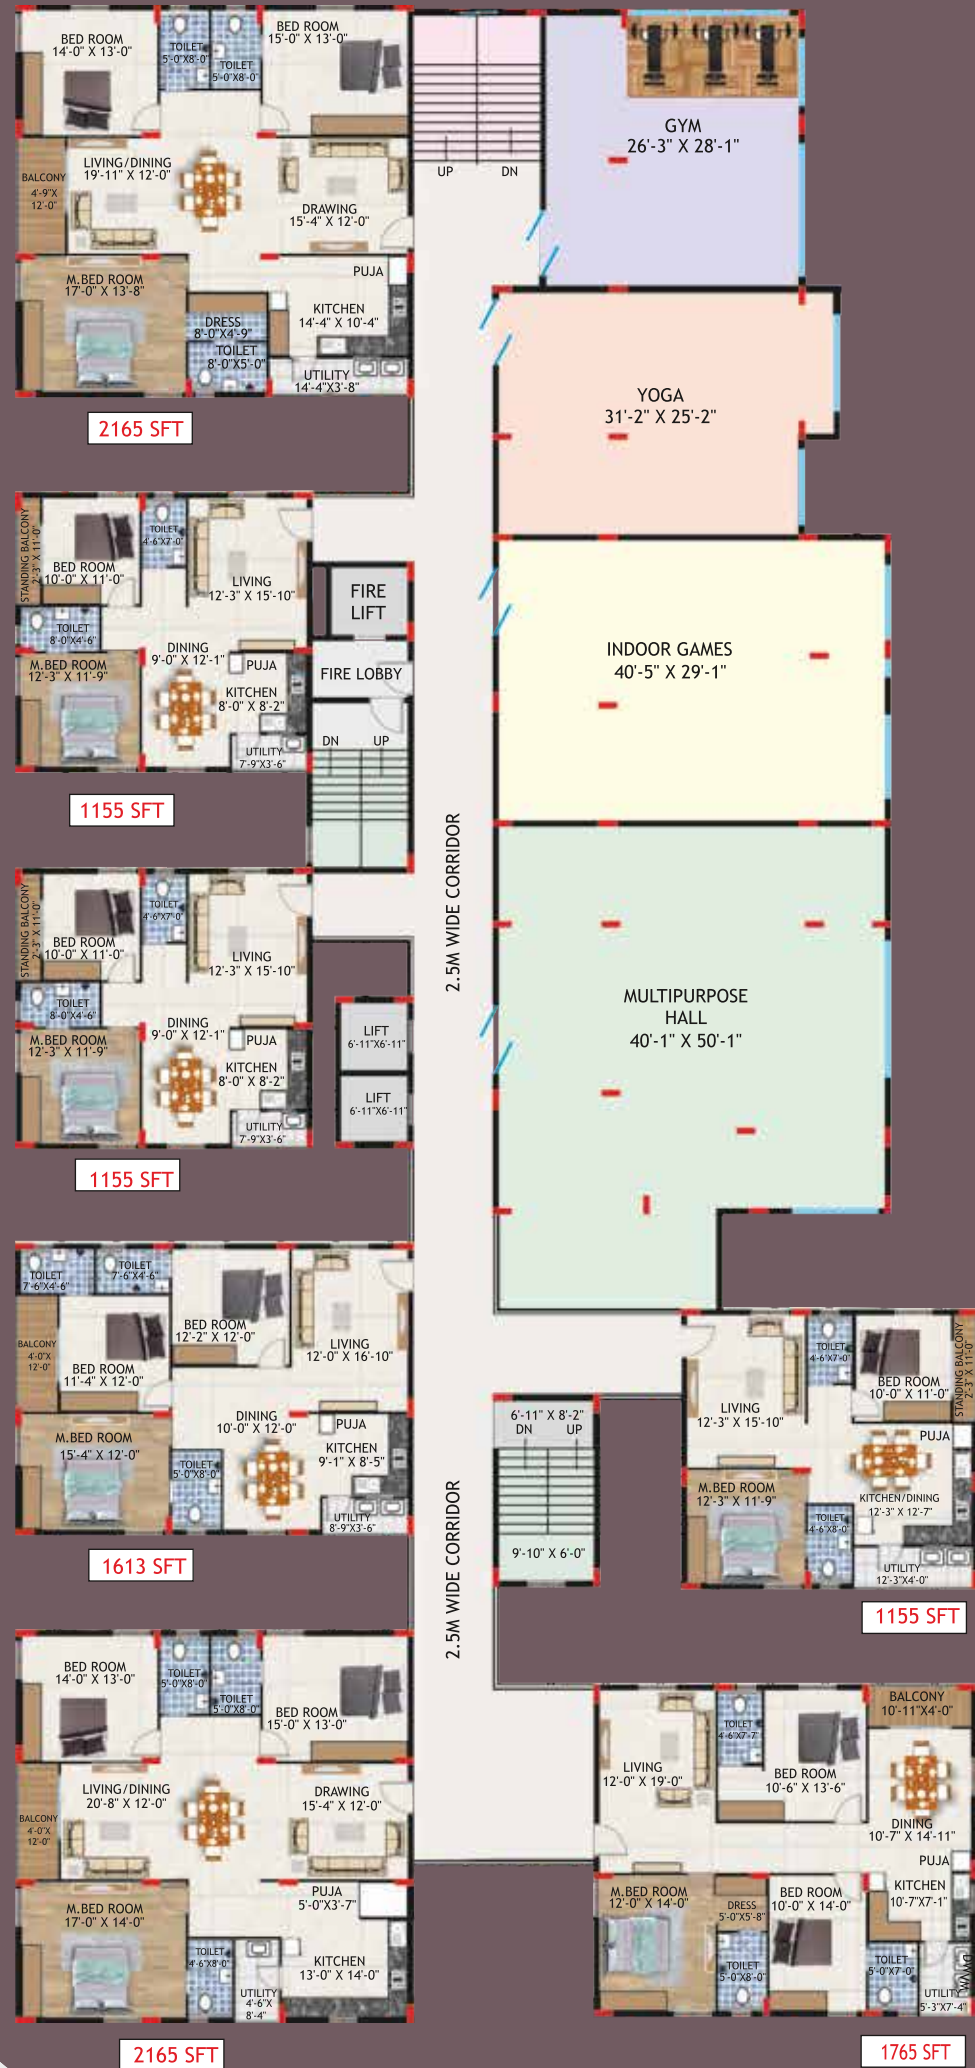 BED ROOM
14'-0" X 13'-0"
TOILET
5'-0"X8'-0"
TOILET
5'-0"X8'-0"
BED ROOM
15'-0" X 13'-0"
LIVING/DINING
19'-11" X 12'-0"
BALCONY
4'-9"X
12'-0"
DRAWING
15'-4" X 12'-0"
M.BED ROOM
17'-0" X 13'-8"
PUJA
KITCHEN
14'-4" X 10'-4"
DRESS
8'-0"X4'-9"
TOILET
8'-0"X5'-0"
UTILITY
14'-4"X3'-8"
2165 SFT
UP
DN
GYM
26'-3" X 28'-1"
YOGA
31'-2" X 25'-2"
INDOOR GAMES
40'-5" X 29'-1"
MULTIPURPOSE
HALL
40'-1" X 50'-1"
2.5M WIDE CORRIDOR
2.5M WIDE CORRIDOR
STANDING BALCONY
2'-3" X 11'-0"
BED ROOM
10'-0" X 11'-0"
TOILET
4'-6"X7'-0"
LIVING
12'-3" X 15'-10"
TOILET
8'-0"X4'-6"
M.BED ROOM
12'-3" X 11'-9"
DINING
9'-0" X 12'-1"
PUJA
KITCHEN
8'-0" X 8'-2"
UTILITY
7'-9"X3'-6"
1155 SFT
FIRE
LIFT
FIRE LOBBY
DN
UP
STANDING BALCONY
2'-3" X 11'-0"
BED ROOM
10'-0" X 11'-0"
TOILET
4'-6"X7'-0"
LIVING
12'-3" X 15'-10"
TOILET
8'-0"X4'-6"
M.BED ROOM
12'-3" X 11'-9"
DINING
9'-0" X 12'-1"
PUJA
KITCHEN
8'-0" X 8'-2"
UTILITY
7'-9"X3'-6"
1155 SFT
LIFT
6'-11"X6'-11"
LIFT
6'-11"X6'-11"
TOILET
7'-6"X4'-6"
TOILET
7'-6"X4'-6"
BALCONY
4'-0"X
12'-0"
BED ROOM
11'-4" X 12'-0"
BED ROOM
12'-2" X 12'-0"
LIVING
12'-0" X 16'-10"
M.BED ROOM
15'-4" X 12'-0"
DINING
10'-0" X 12'-0"
PUJA
KITCHEN
9'-1" X 8'-5"
TOILET
5'-0"X8'-0"
UTILITY
8'-9"X3'-6"
1613 SFT
6'-11" X 8'-2"
DN
UP
9'-10" X 6'-0"
LIVING
12'-3" X 15'-10"
TOILET
4'-6"X7'-0"
BED ROOM
10'-0" X 11'-0"
STANDING BALCONY
2'-3" X 11'-0"
PUJA
M.BED ROOM
12'-3" X 11'-9"
KITCHEN/DINING
12'-3" X 12'-7"
TOILET
4'-6"X8'-0"
UTILITY
12'-3"X4'-0"
1155 SFT
BED ROOM
14'-0" X 13'-0"
TOILET
5'-0"X8'-0"
TOILET
5'-0"X8'-0"
BED ROOM
15'-0" X 13'-0"
LIVING/DINING
20'-8" X 12'-0"
BALCONY
4'-0"X
12'-0"
DRAWING
15'-4" X 12'-0"
M.BED ROOM
17'-0" X 14'-0"
PUJA
5'-0"X3'-7"
TOILET
4'-6"X8'-0"
UTILITY
4'-6"X
8'-4"
KITCHEN
13'-0" X 14'-0"
2165 SFT
LIVING
12'-0" X 19'-0"
TOILET
4'-6"X7'-7"
BED ROOM
10'-6" X 13'-6"
BALCONY
10'-11"X4'-0"
DINING
10'-7" X 14'-11"
PUJA
KITCHEN
10'-7"X7'-1"
M.BED ROOM
12'-0" X 14'-0"
DRESS
5'-0"X5'-8"
TOILET
5'-0"X8'-0"
BED ROOM
10'-0" X 14'-0"
TOILET
5'-0"X7'-0"
UTILITY
5'-3"X7'-4"
1765 SFT